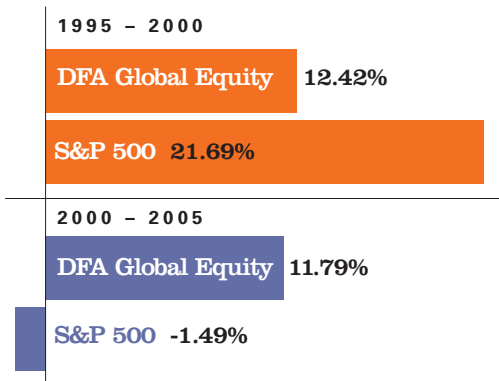 1995 – 2000
DFA Global Equity 12.42%
S&P 500 21.69%
2000 – 2005
DFA Global Equity 11.79%
S&P 500 -1.49%